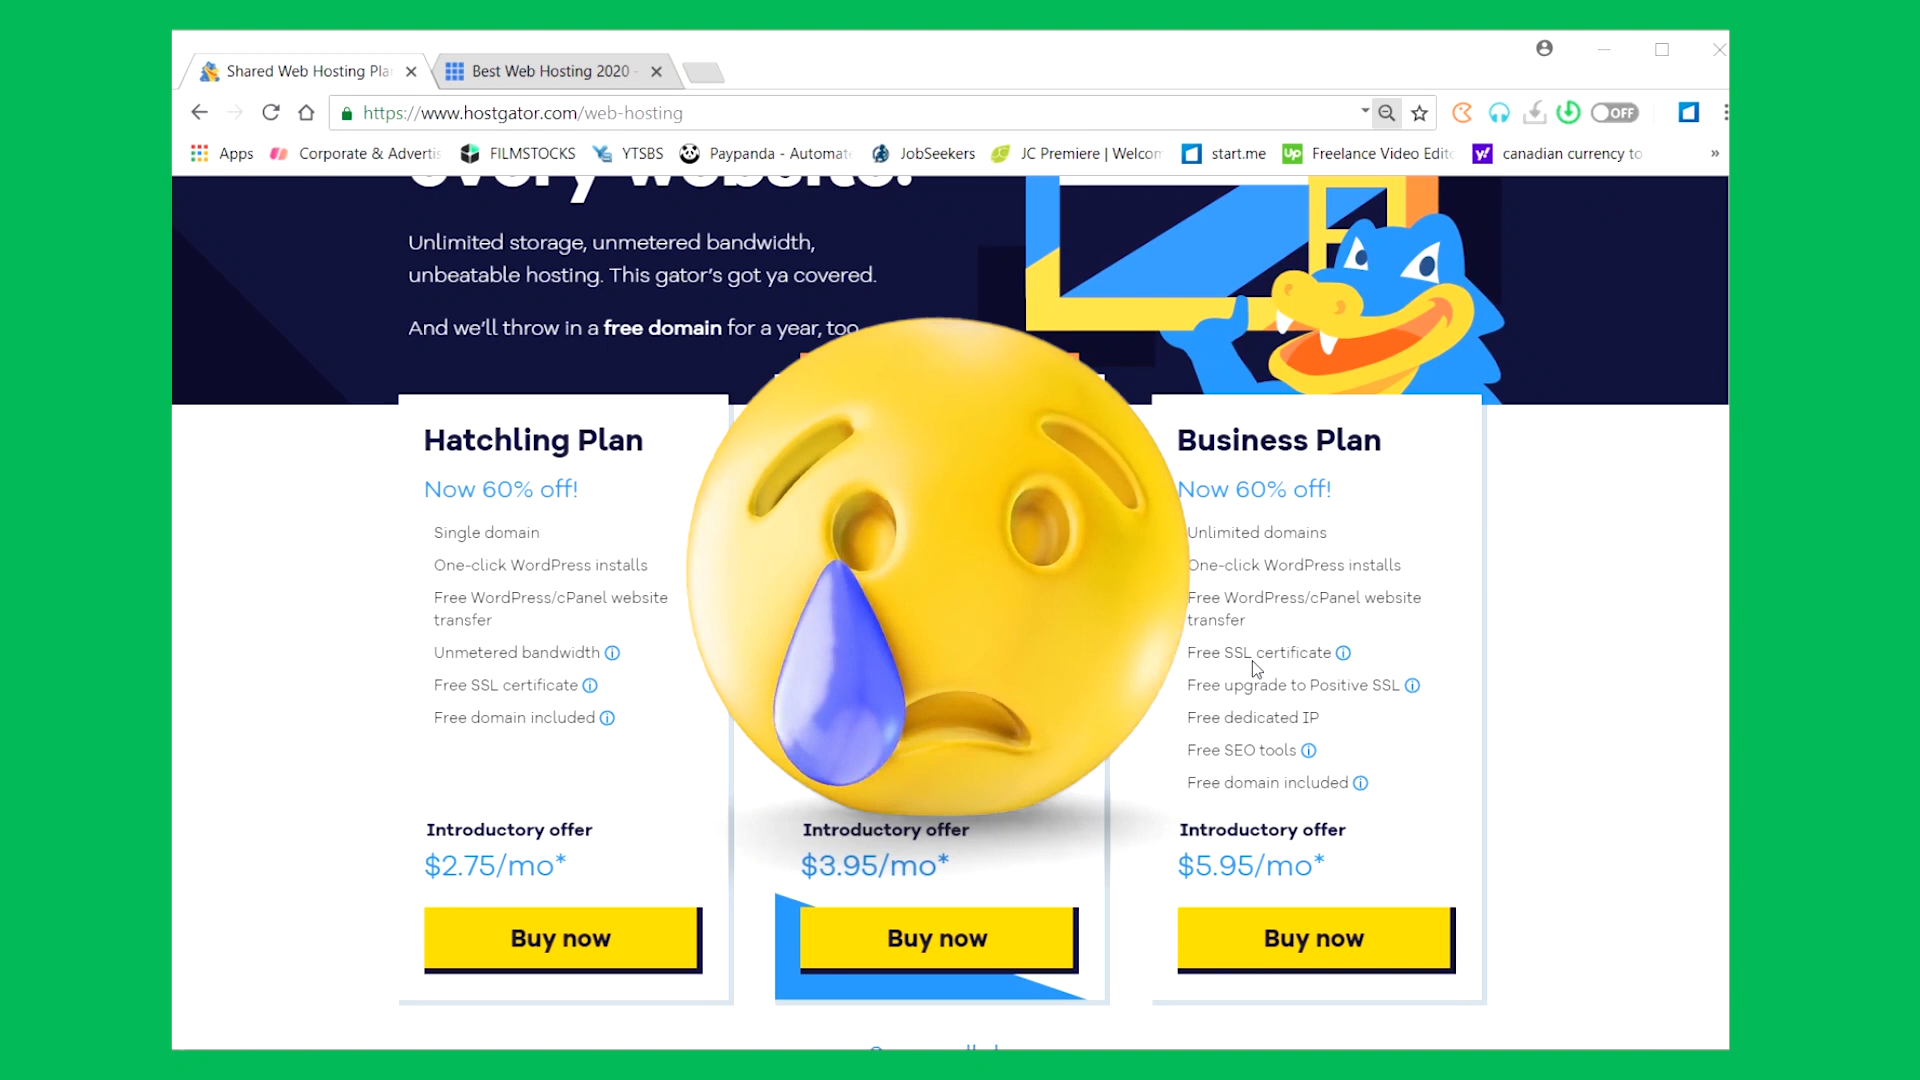 Shared Web Hosting Pla
Best Web Hosting 2020 -
https://www.hostgator.com/web-hosting
OFF
Apps
Corporate & Advertis
FILMSTOCKS
YTSBS
Paypanda - Automate
JobSeekers
JC Premiere | Welcom
start.me
Up
Freelance Video Edito
y!
canadian currency to
»
every website.
Unlimited storage, unmetered bandwidth,
unbeatable hosting. This gator's got ya covered.
And we'll throw in a free domain for a year, too
Hatchling Plan
Now 60% off!
Single domain
One-click WordPress installs
Free WordPress/cPanel website
transfer
Unmetered bandwidth
Free SSL certificate
Free domain included
Introductory offer
$2.75/mo*
Buy now
Introductory offer
$3.95/mo*
Buy now
Business Plan
Now 60% off!
Unlimited domains
One-click WordPress installs
Free WordPress/cPanel website
transfer
Free SSL certificate
Free upgrade to Positive SSL
Free dedicated IP
Free SEO tools
Free domain included
Introductory offer
$5.95/mo*
Buy now